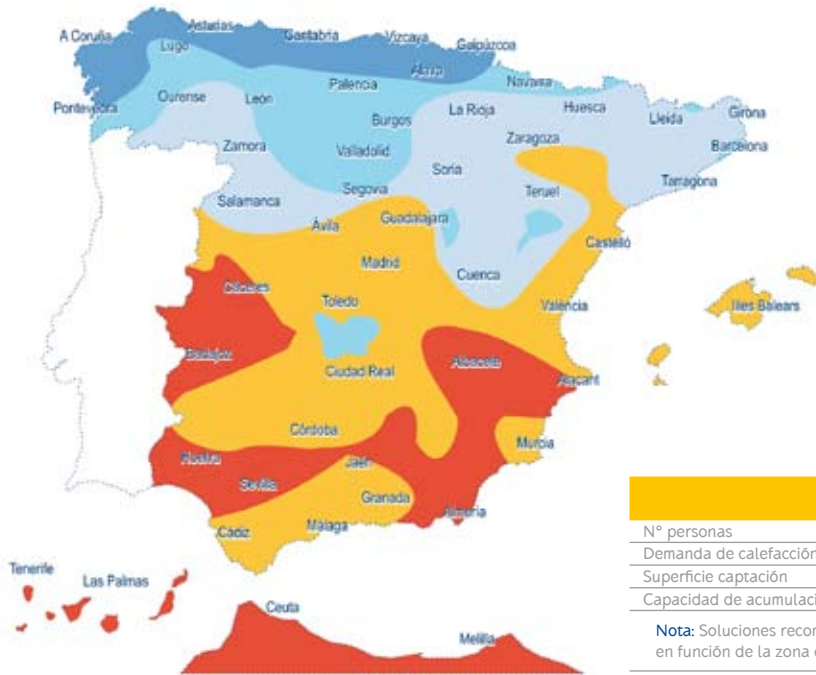 A Coruña
Asturias
Cantabria
Vizcaya
Guipúzcoa
Lugo
Álava
Palencia
Navarra
Pontevedra
Ourense
León
Burgos
La Rioja
Huesca
Lleida
Girona
Zamora
Valladolid
Zaragoza
Barcelona
Soria
Salamanca
Segovia
Teruel
Tarragona
Ávila
Guadalajara
Castelló
Madrid
Cuenca
Cáceres
Toledo
Valencia
Illes Balears
Badajoz
Ciudad Real
Albacete
Alacant
Córdoba
Murcia
Huelva
Sevilla
Jaén
Granada
Almería
Cádiz
Málaga
Tenerife
Las Palmas
Ceuta
Melilla
N° personas
Demanda de calefacción
Superficie captación
Capacidad de acumulaci
Nota: Soluciones recor
en función de la zona